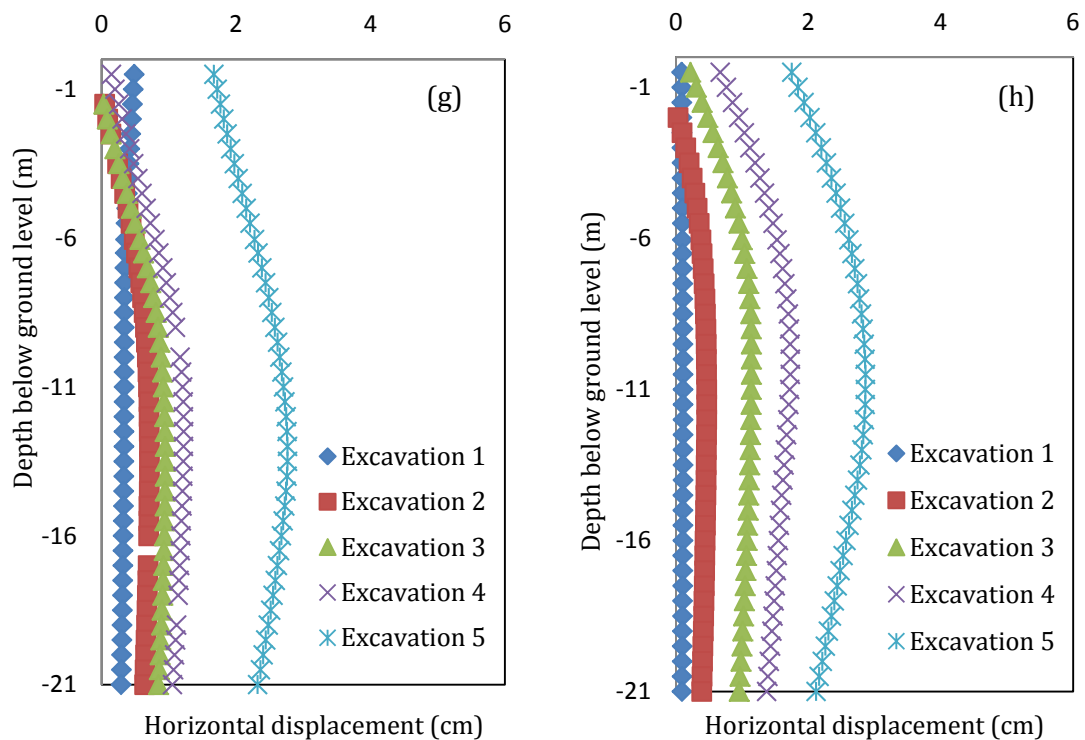 0 2 4 6
(g)
-1
-6
-11
-16
-21
Depth below ground level (m)
Excavation 1
Excavation 2
Excavation 3
Excavation 4
Excavation 5
Horizontal displacement (cm)
0 2 4 6
(h)
-1
-6
-11
-16
-21
Depth below ground level (m)
Excavation 1
Excavation 2
Excavation 3
Excavation 4
Excavation 5
Horizontal displacement (cm)